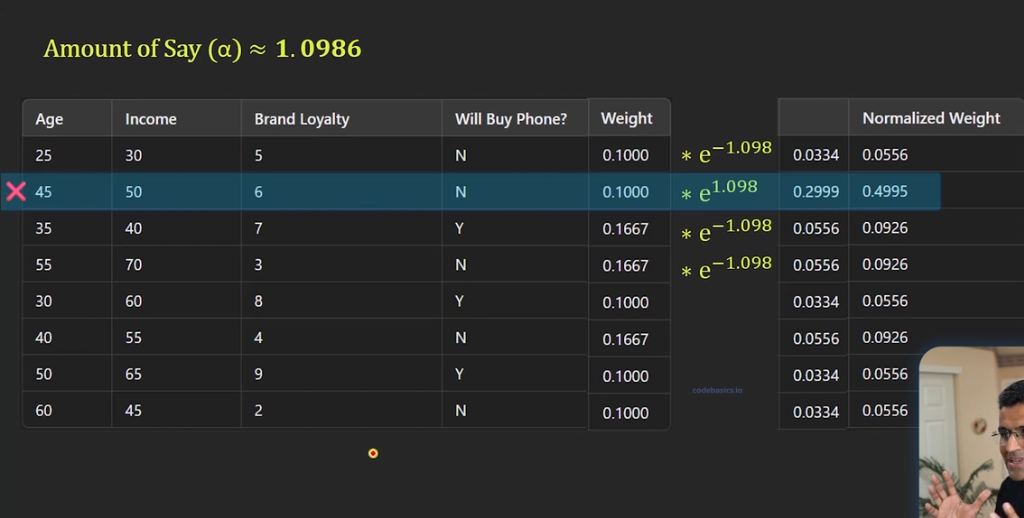 Amount of Say (α) ≈ 1.0986
Age Income Brand Loyalty Will Buy Phone? Weight Normalized Weight
25 30 5 N 0.1000 * e^−1.098 0.0334 0.0556
❌ 45 50 6 N 0.1000 * e^1.098 0.2999 0.4995
35 40 7 Y 0.1667 * e^−1.098 0.0556 0.0926
55 70 3 N 0.1667 * e^−1.098 0.0556 0.0926
30 60 8 Y 0.1000 0.0334 0.0556
40 55 4 N 0.1667 0.0556 0.0926
50 65 9 Y 0.1000 0.0334 0.0556
codebasics.io
60 45 2 N 0.1000 0.0334 0.0556